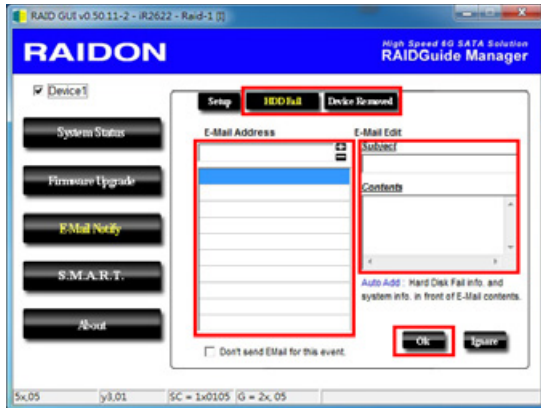 RAID GUI v0.50.11-2 - iR2622 - Raid-1 [I]
RAIDON
High Speed 6G SATA Solution
RAIDGuide Manager
Device1
Setup
HDD Fail
Device Removed
System Status
Firmware Upgrade
E-Mail Notify
S.M.A.R.T.
About
E-Mail Address
E-Mail Edit
Subject
Contents
Auto Add : Hard Disk Fail info. and
system info. in front of E-Mail contents.
Don't send EMail for this event.
Ok
Ignore
5x,05
y3,01
SC = 1x0105
G = 2x, 05